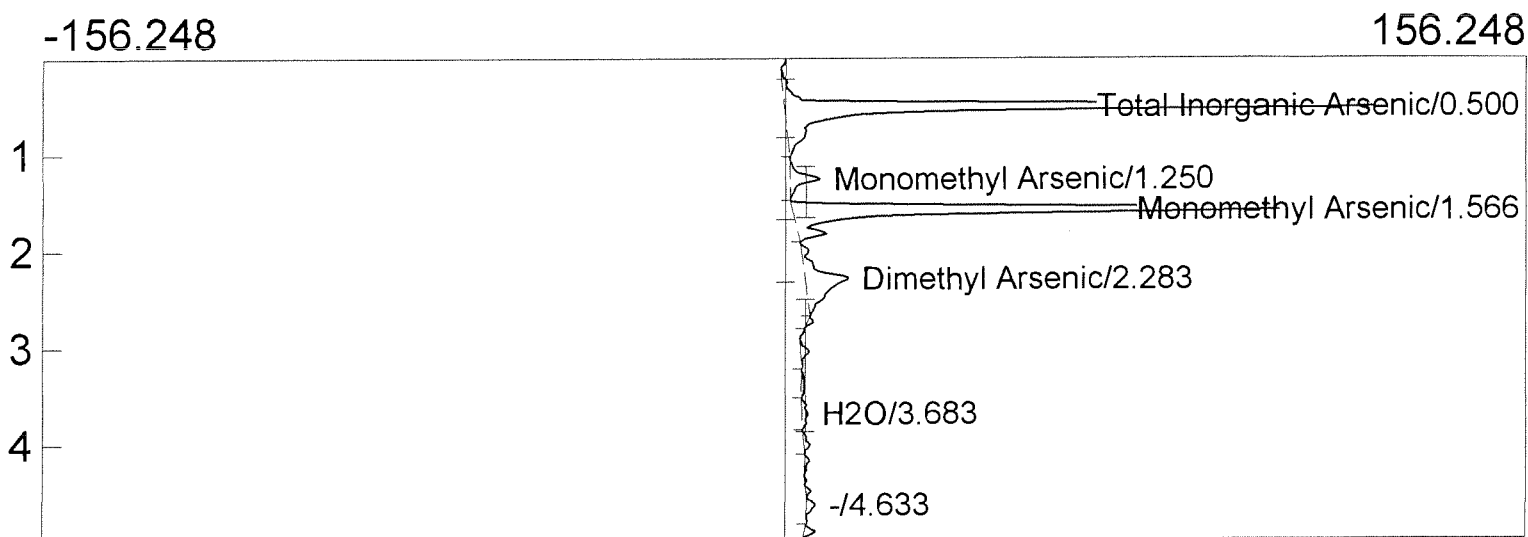 -156.248 156.248
Total Inorganic Arsenic/0.500
1
Monomethyl Arsenic/1.250
Monomethyl Arsenic/1.566
2
Dimethyl Arsenic/2.283
3
H2O/3.683
4
-/4.633